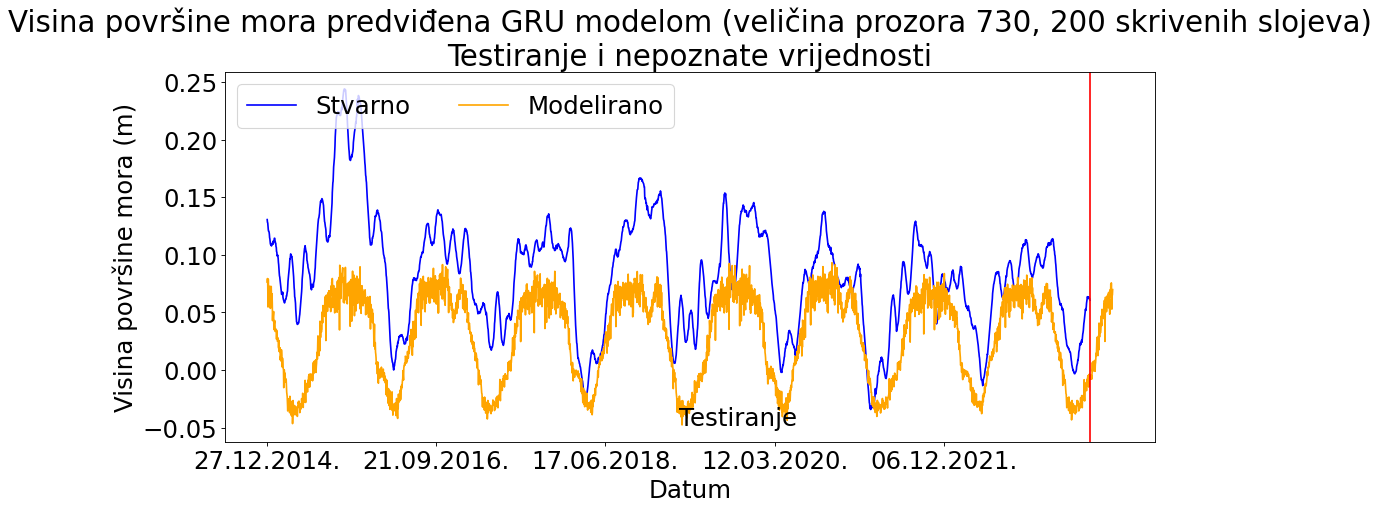 Visina površine mora predviđena GRU modelom (veličina prozora 730, 200 skrivenih slojeva)
Testiranje i nepoznate vrijednosti
Stvarno
Modelirano
Visina površine mora (m)
0.25
0.20
0.15
0.10
0.05
0.00
−0.05
Testiranje
27.12.2014.
21.09.2016.
17.06.2018.
12.03.2020.
06.12.2021.
Datum